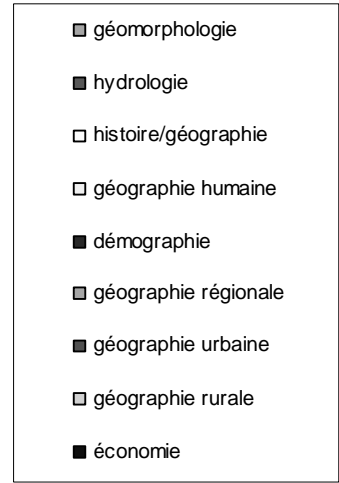 géomorphologie
hydrologie
histoire/géographie
géographie humaine
démographie
géographie régionale
géographie urbaine
géographie rurale
économie